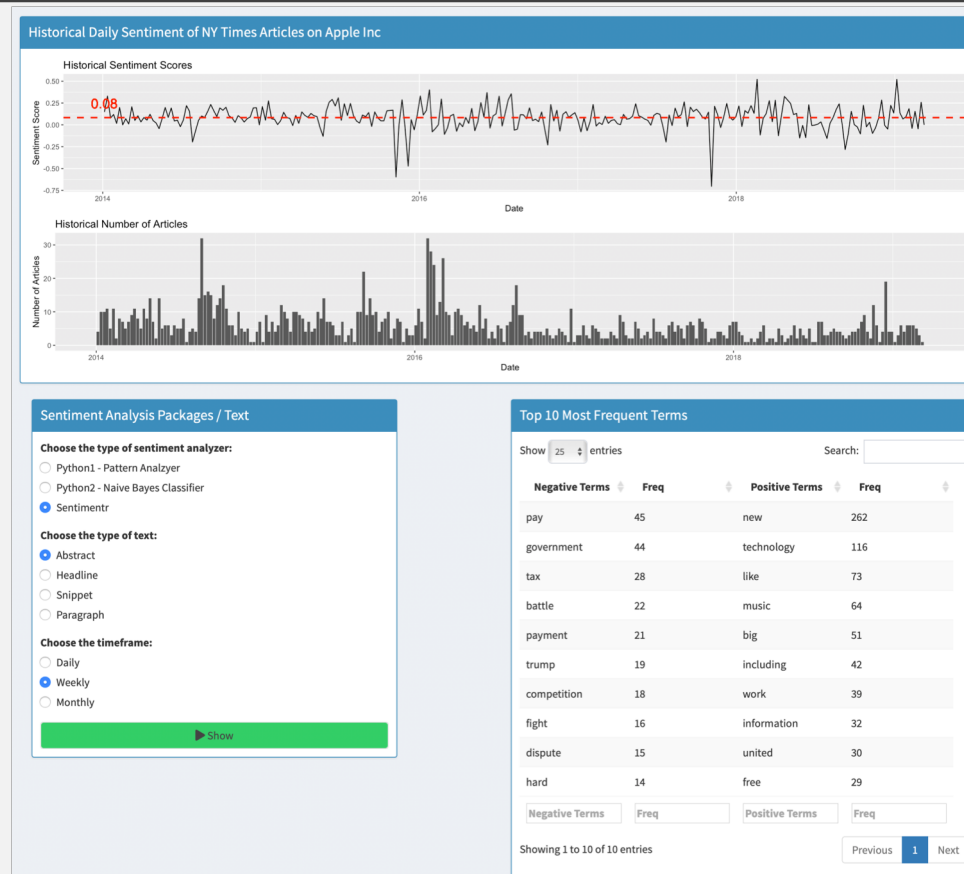 Historical Daily Sentiment of NY Times Articles on Apple Inc
Historical Sentiment Scores
0.50
0.25
0.00
-0.25
-0.50
-0.75
0.08
Sentiment Score
2014
2016
2018
Date
Historical Number of Articles
30
20
10
0
Number of Articles
2014
2016
2018
Date
Sentiment Analysis Packages / Text
Choose the type of sentiment analyzer:
Python1 - Pattern Analzyer
Python2 - Naive Bayes Classifier
Sentimentr
Choose the type of text:
Abstract
Headline
Snippet
Paragraph
Choose the timeframe:
Daily
Weekly
Monthly
Show
Top 10 Most Frequent Terms
Show 25 entries Search:
Negative Terms Freq Positive Terms Freq
pay 45 new 262
government 44 technology 116
tax 28 like 73
battle 22 music 64
payment 21 big 51
trump 19 including 42
competition 18 work 39
fight 16 information 32
dispute 15 united 30
hard 14 free 29
Negative Terms Freq Positive Terms Freq
Showing 1 to 10 of 10 entries Previous 1 Next